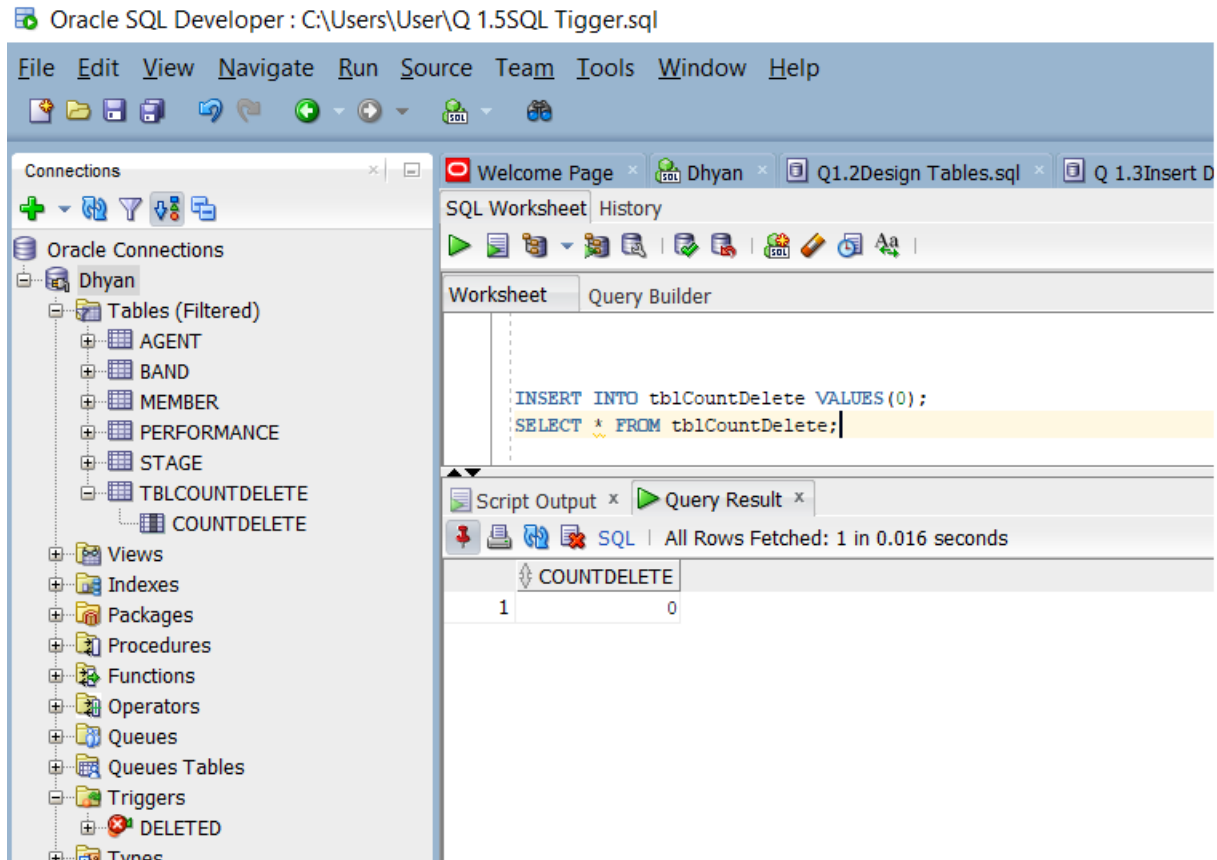 Oracle SQL Developer : C:\Users\User\Q 1.5SQL Tigger.sql
File Edit View Navigate Run Source Team Tools Window Help
Connections
Oracle Connections
Dhyan
Tables (Filtered)
AGENT
BAND
MEMBER
PERFORMANCE
STAGE
TBLCOUNTDELETE
COUNTDELETE
Views
Indexes
Packages
Procedures
Functions
Operators
Queues
Queues Tables
Triggers
DELETED
Types
Welcome Page Dhyan Q1.2Design Tables.sql Q 1.3Insert D
SQL Worksheet History
Worksheet Query Builder
INSERT INTO tblCountDelete VALUES(0);
SELECT * FROM tblCountDelete;
Script Output Query Result
SQL | All Rows Fetched: 1 in 0.016 seconds
COUNTDELETE
1 0